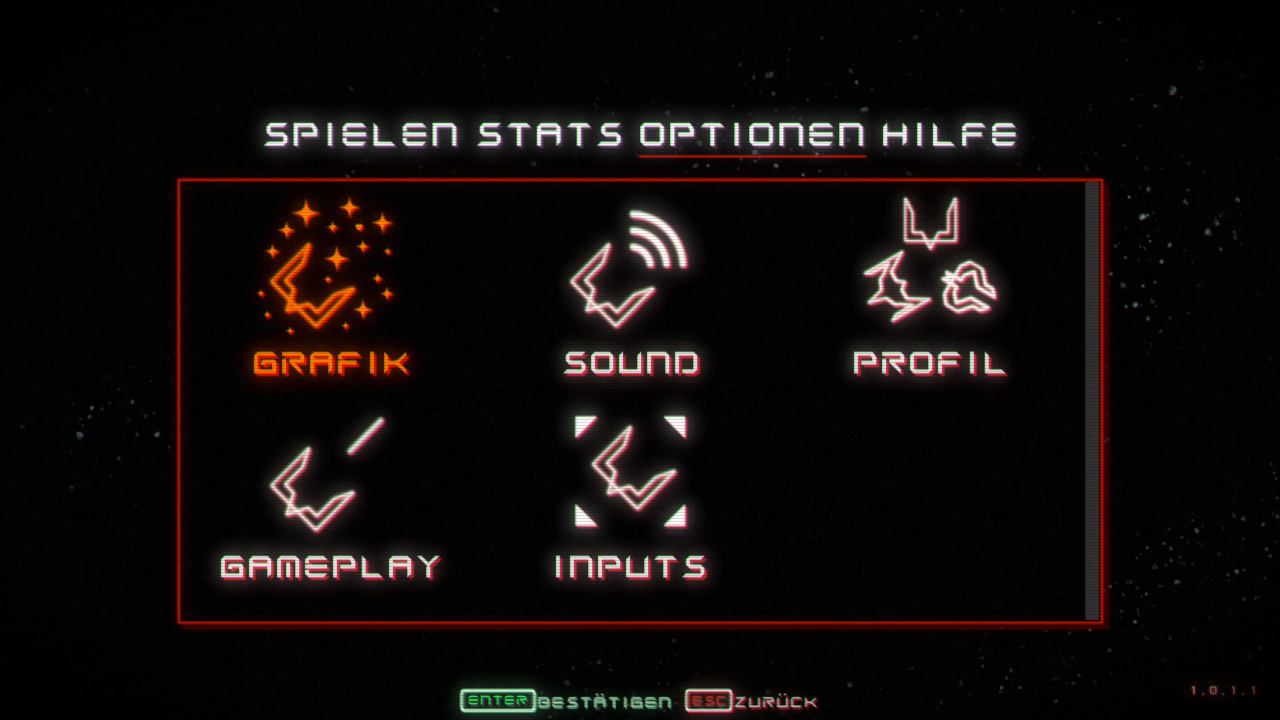 SPIELEN STATS OPTIONEN HILFE
GRAFIK SOUND PROFIL
GAMEPLAY INPUTS
ENTER BESTÄTIGEN ESC ZURÜCK
1.0.1.1